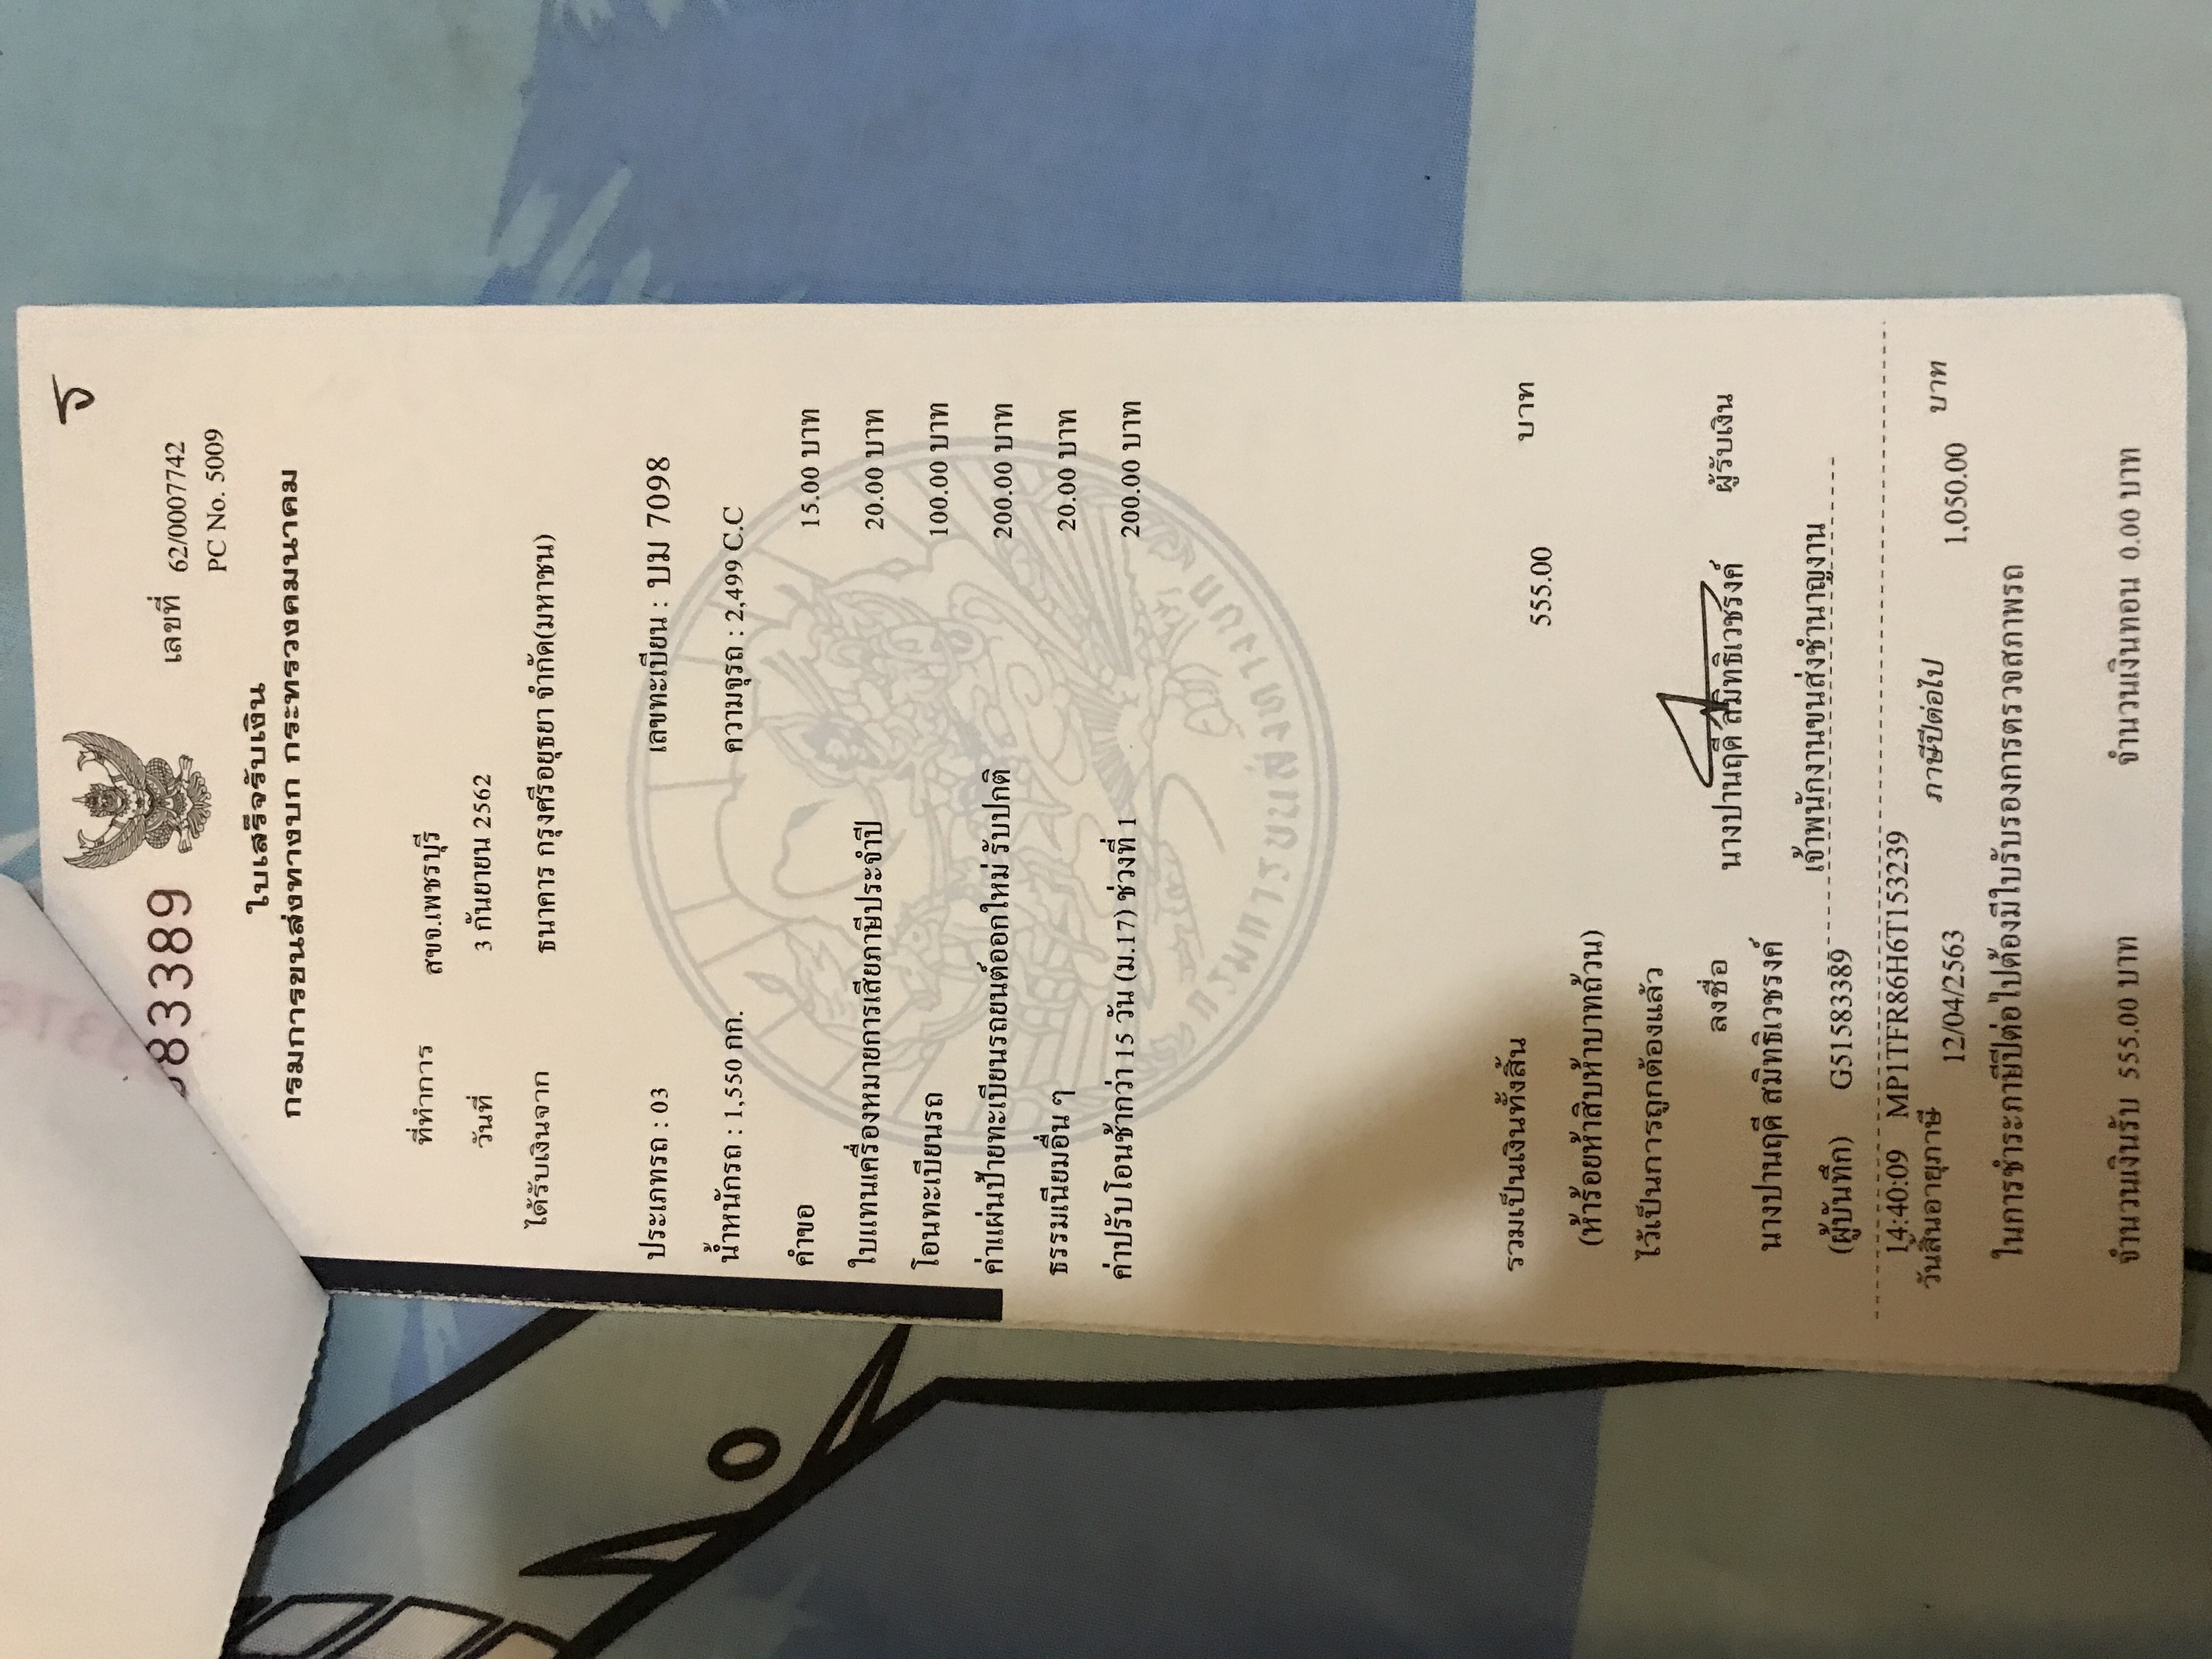 83389
เลขที่ 62/0007742
PC No. 5009
ใบเสร็จรับเงิน
กรมการขนส่งทางบก กระทรวงคมนาคม
ที่ทำการ สขจ.เพชรบุรี
วันที่ 3 กันยายน 2562
ได้รับเงินจาก ธนาคาร กรุงศรีอยุธยา จำกัด(มหาชน)
ประเภทรถ : 03 เลขทะเบียน : บม 7098
น้ำหนักรถ : 1,550 กก. ความจุรถ : 2,499 C.C
คำขอ 15.00 บาท
ใบแทนเครื่องหมายการเสียภาษีประจำปี 20.00 บาท
โอนทะเบียนรถ 100.00 บาท
ค่าแผ่นป้ายทะเบียนรถยนต์ออกใหม่ รับปกติ 200.00 บาท
ธรรมเนียมอื่น ๆ 20.00 บาท
ค่าปรับโอนช้ากว่า 15 วัน (ม.17) ช่วงที่ 1 200.00 บาท
กรมการขนส่งทางบก
รวมเป็นเงินทั้งสิ้น 555.00 บาท
(ห้าร้อยห้าสิบห้าบาทถ้วน)
ไว้เป็นการถูกต้องแล้ว
ลงชื่อ นางปานฤดี สมิทธิเวชรงค์ ผู้รับเงิน
นางปานฤดี สมิทธิเวชรงค์ เจ้าพนักงานขนส่งชำนาญงาน
(ผู้บันทึก) G51583389
14:40:09 MP1TFR86H6T153239
วันสิ้นอายุภาษี 12/04/2563 ภาษีปีต่อไป 1,050.00 บาท
ในการชำระภาษีปีต่อไปต้องมีใบรับรองการตรวจสภาพรถ
จำนวนเงินรับ 555.00 บาท จำนวนเงินทอน 0.00 บาท